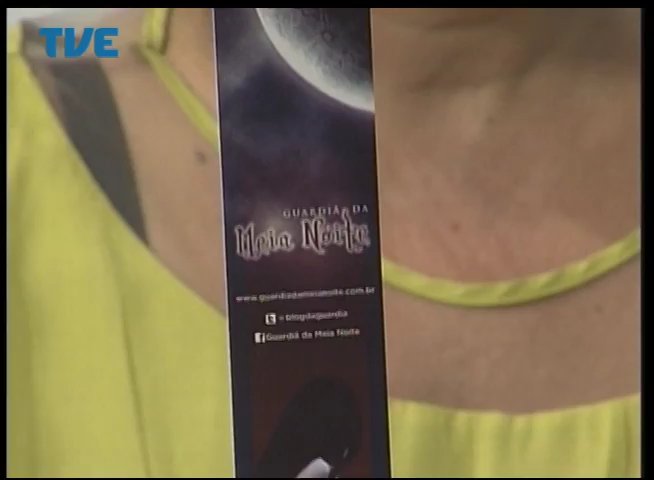 TVE
GUARDIÃ DA
Meia Noite
www.guardiadameianoite.com.br
@blogdaguardia
Guardiã da Meia Noite